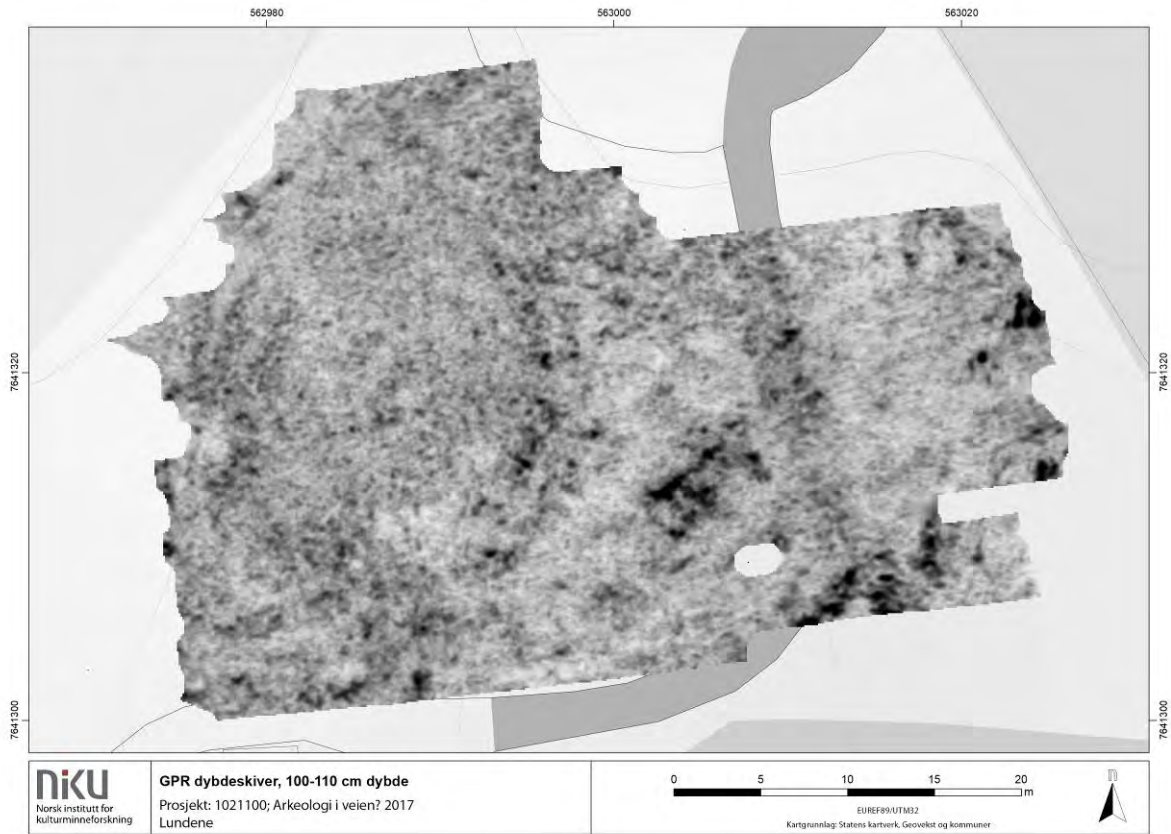 562980
563000
563020
7641320
7641320
7641300
7641300
niku
Norsk institutt for
kulturminneforskning
GPR dybdeskiver, 100-110 cm dybde
Prosjekt: 1021100; Arkeologi i veien? 2017
Lundene
0 5 10 15 20
m
EUREF89/UTM32
Kartgrunnlag: Statens kartverk, Geovekst og kommuner
n